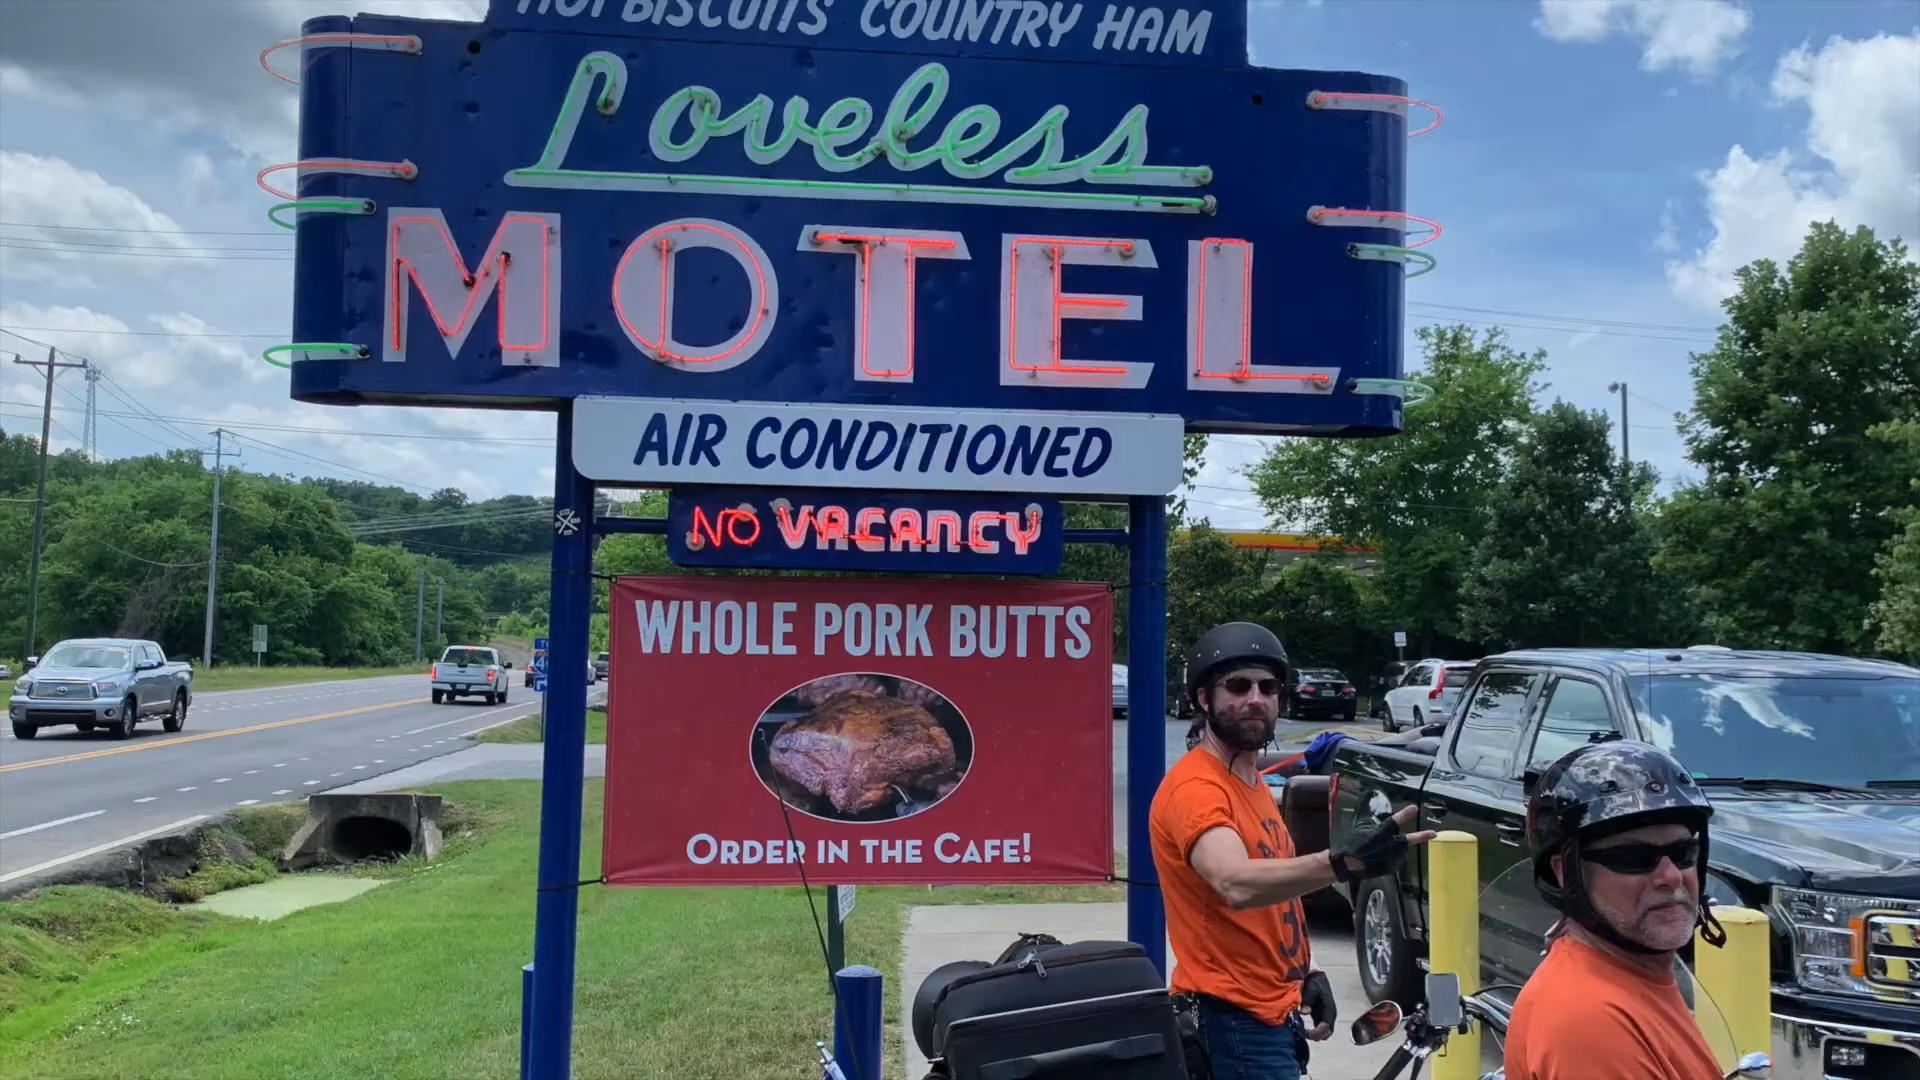 HOT BISCUITS COUNTRY HAM
Loveless
MOTEL
AIR CONDITIONED
NO VACANCY
WHOLE PORK BUTTS
ORDER IN THE CAFE!